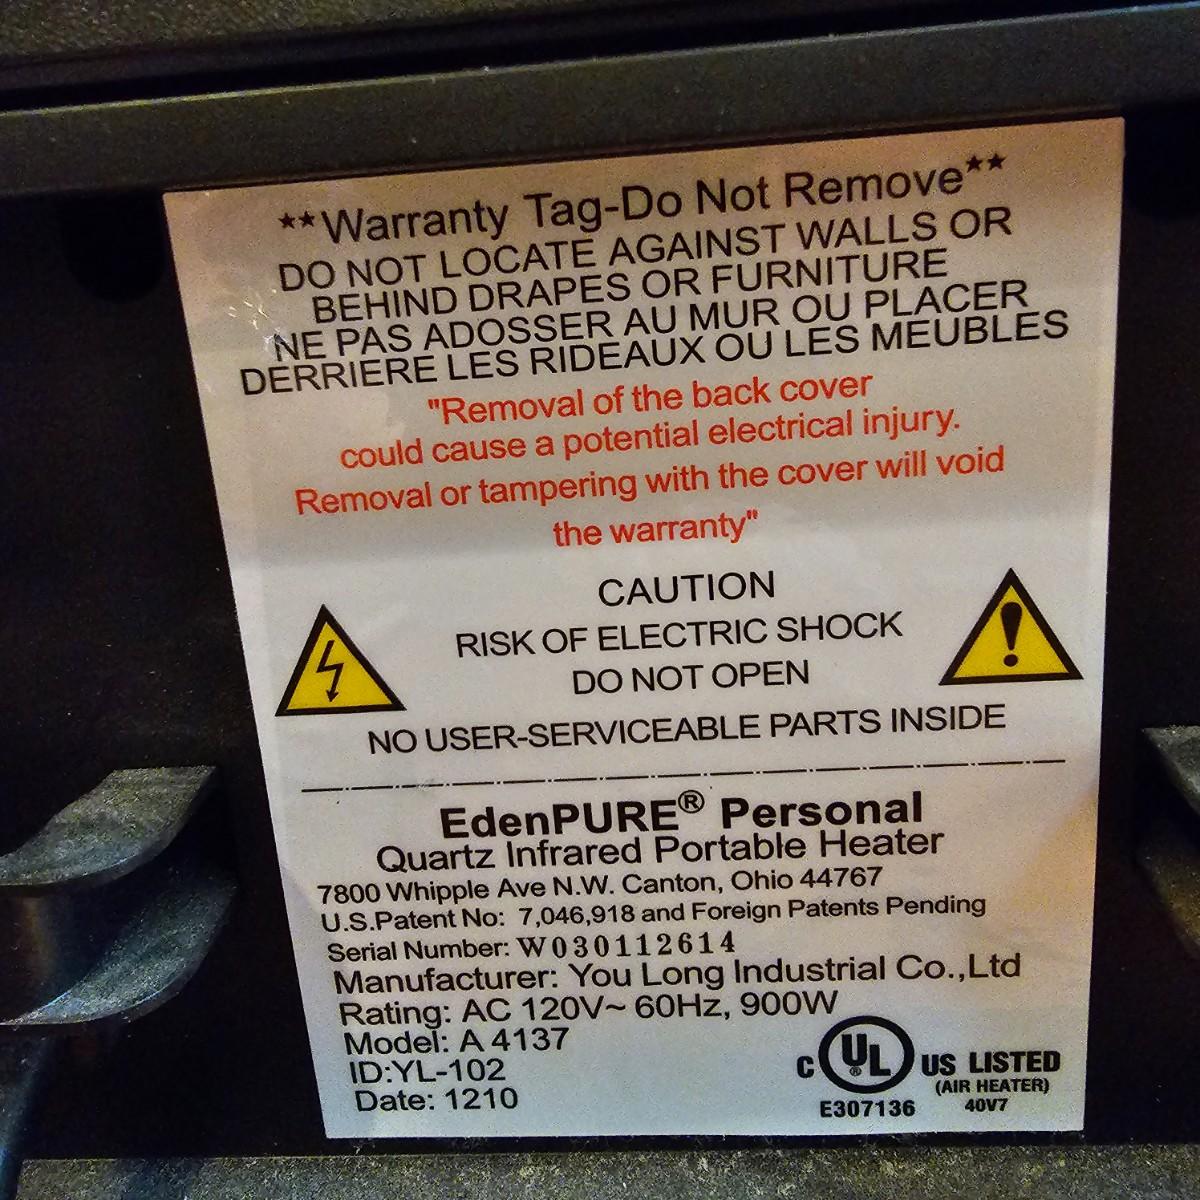 **Warranty Tag-Do Not Remove**
DO NOT LOCATE AGAINST WALLS OR
BEHIND DRAPES OR FURNITURE
NE PAS ADOSSER AU MUR OU PLACER
DERRIERE LES RIDEAUX OU LES MEUBLES
"Removal of the back cover
could cause a potential electrical injury.
Removal or tampering with the cover will void
the warranty"
CAUTION
RISK OF ELECTRIC SHOCK
DO NOT OPEN
NO USER-SERVICEABLE PARTS INSIDE
EdenPURE® Personal
Quartz Infrared Portable Heater
7800 Whipple Ave N.W. Canton, Ohio 44767
U.S.Patent No: 7,046,918 and Foreign Patents Pending
Serial Number: W030112614
Manufacturer: You Long Industrial Co.,Ltd
Rating: AC 120V~ 60Hz, 900W
Model: A 4137
ID:YL-102
Date: 1210
C UL® US LISTED
(AIR HEATER)
E307136 40V7